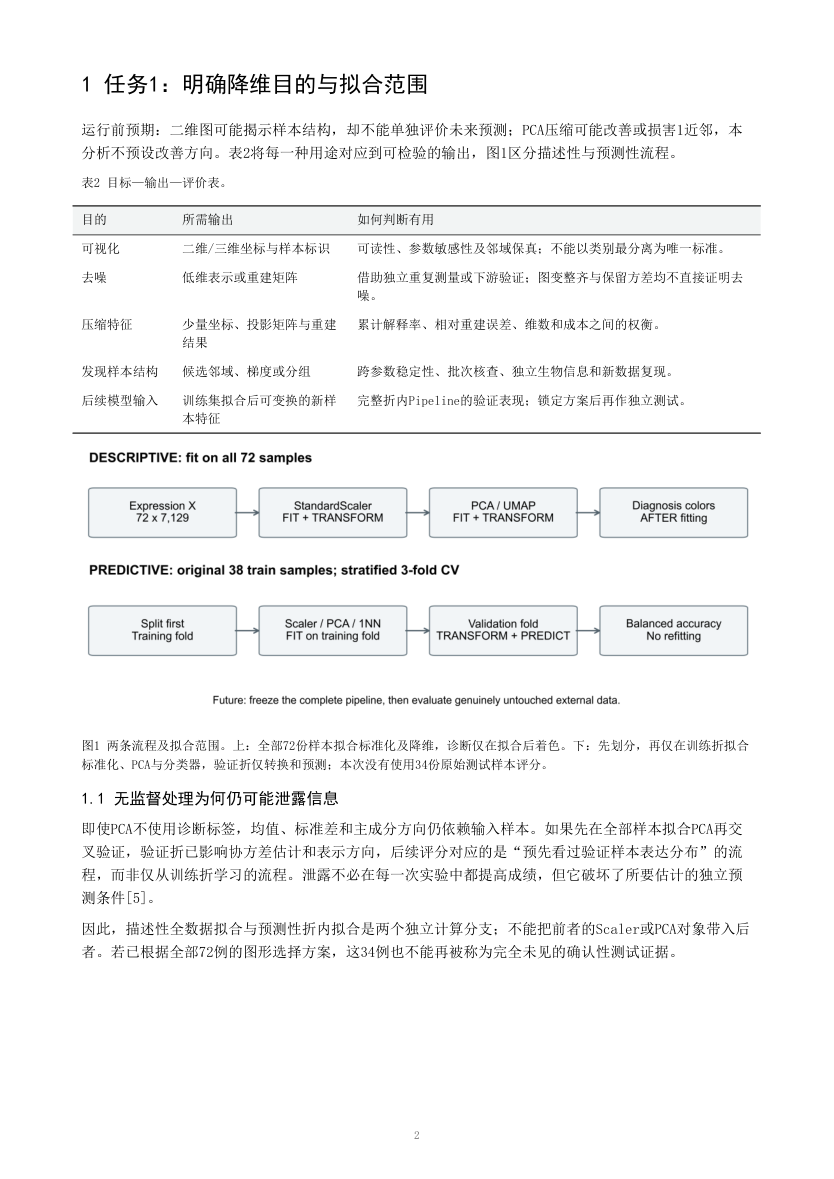 1 任务1：明确降维目的与拟合范围
运行前预期：二维图可能揭示样本结构，却不能单独评价未来预测；PCA压缩可能改善或损害1近邻，本
分析不预设改善方向。表2将每一种用途对应到可检验的输出，图1区分描述性与预测性流程。
表2 目标—输出—评价表。
目的 所需输出 如何判断有用
可视化 二维/三维坐标与样本标识 可读性、参数敏感性及邻域保真；不能以类别最分离为唯一标准。
去噪 低维表示或重建矩阵 借助独立重复测量或下游验证；图变整齐与保留方差均不直接证明去
噪。
压缩特征 少量坐标、投影矩阵与重建 累计解释率、相对重建误差、维数和成本之间的权衡。
结果
发现样本结构 候选邻域、梯度或分组 跨参数稳定性、批次核查、独立生物信息和新数据复现。
后续模型输入 训练集拟合后可变换的新样 完整折内Pipeline的验证表现；锁定方案后再作独立测试。
本特征
DESCRIPTIVE: fit on all 72 samples
Expression X StandardScaler PCA / UMAP Diagnosis colors
72 x 7,129 FIT + TRANSFORM FIT + TRANSFORM AFTER fitting
PREDICTIVE: original 38 train samples; stratified 3-fold CV
Split first Scaler / PCA / 1NN Validation fold Balanced accuracy
Training fold FIT on training fold TRANSFORM + PREDICT No refitting
Future: freeze the complete pipeline, then evaluate genuinely untouched external data.
图1 两条流程及拟合范围。上：全部72份样本拟合标准化及降维，诊断仅在拟合后着色。下：先划分，再仅在训练折拟合
标准化、PCA与分类器，验证折仅转换和预测；本次没有使用34份原始测试样本评分。
1.1 无监督处理为何仍可能泄露信息
即使PCA不使用诊断标签，均值、标准差和主成分方向仍依赖输入样本。如果先在全部样本拟合PCA再交
叉验证，验证折已影响协方差估计和表示方向，后续评分对应的是“预先看过验证样本表达分布”的流
程，而非仅从训练折学习的流程。泄露不必在每一次实验中都提高成绩，但它破坏了所要估计的独立预
测条件[5]。
因此，描述性全数据拟合与预测性折内拟合是两个独立计算分支；不能把前者的Scaler或PCA对象带入后
者。若已根据全部72例的图形选择方案，这34例也不能再被称为完全未见的确认性测试证据。
2